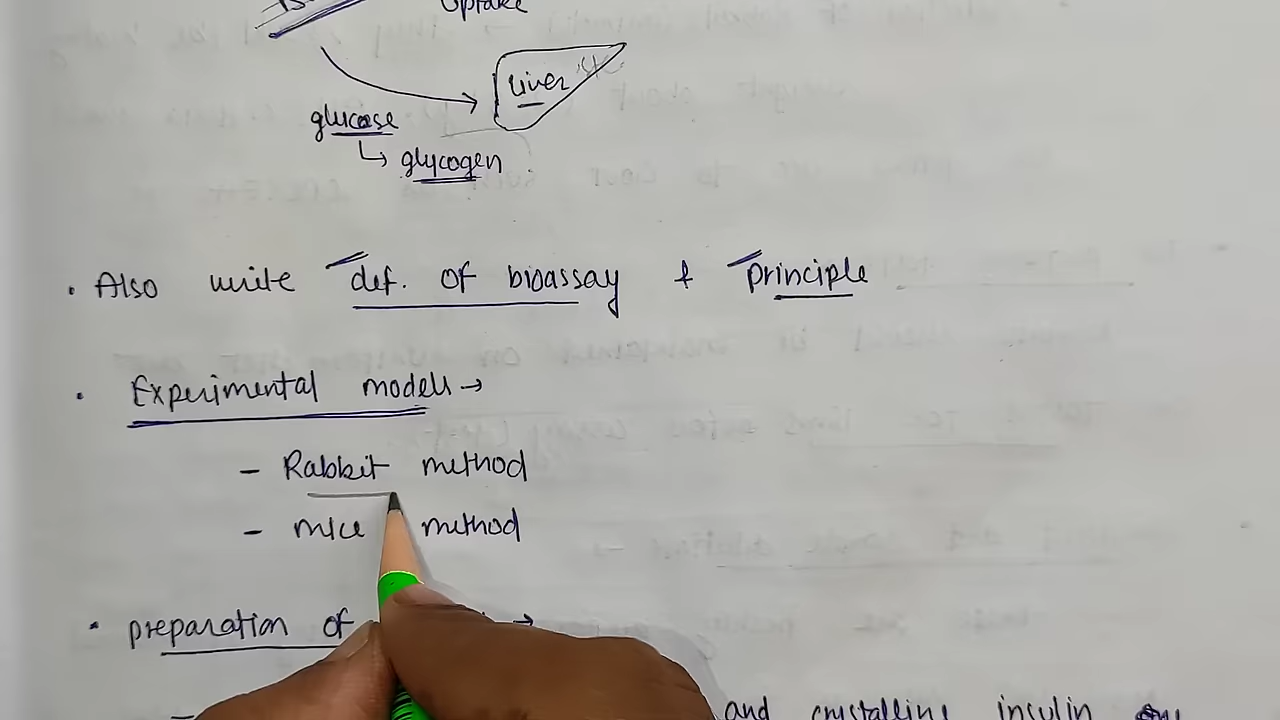 Uptake
Liver
glucose
↳ glycogen
• Also write def. of bioassay & principle
• Experimental models →
- Rabbit method
- mice method
• preparation of →
and crystalline insulin